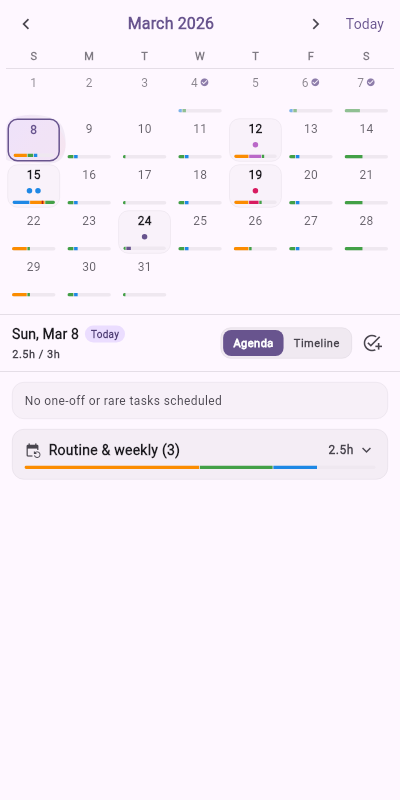 March 2026 Today
S M T W T F S
1 2 3 4 5 6 7
8 9 10 11 12 13 14
15 16 17 18 19 20 21
22 23 24 25 26 27 28
29 30 31
Sun, Mar 8 Today
2.5h / 3h
Agenda Timeline
No one-off or rare tasks scheduled
Routine & weekly (3) 2.5h